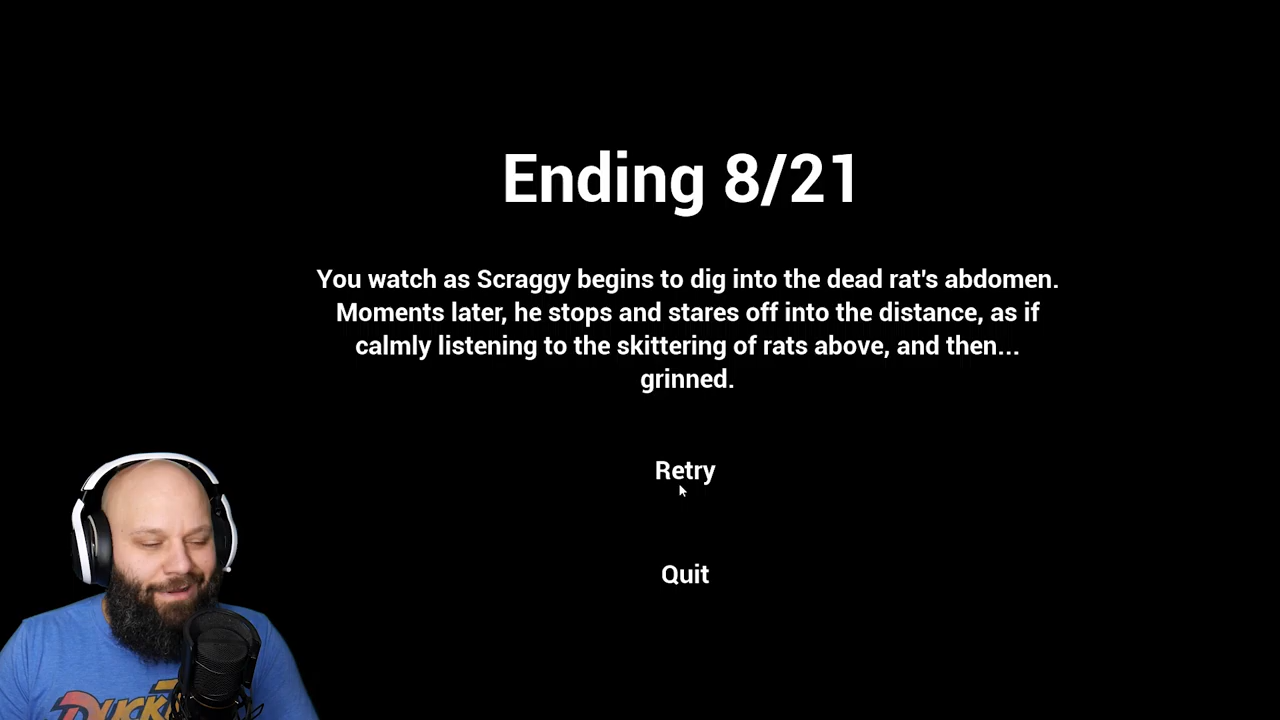 Ending 8/21
You watch as Scraggy begins to dig into the dead rat's abdomen.
Moments later, he stops and stares off into the distance, as if
calmly listening to the skittering of rats above, and then...
grinned.
Retry
Quit